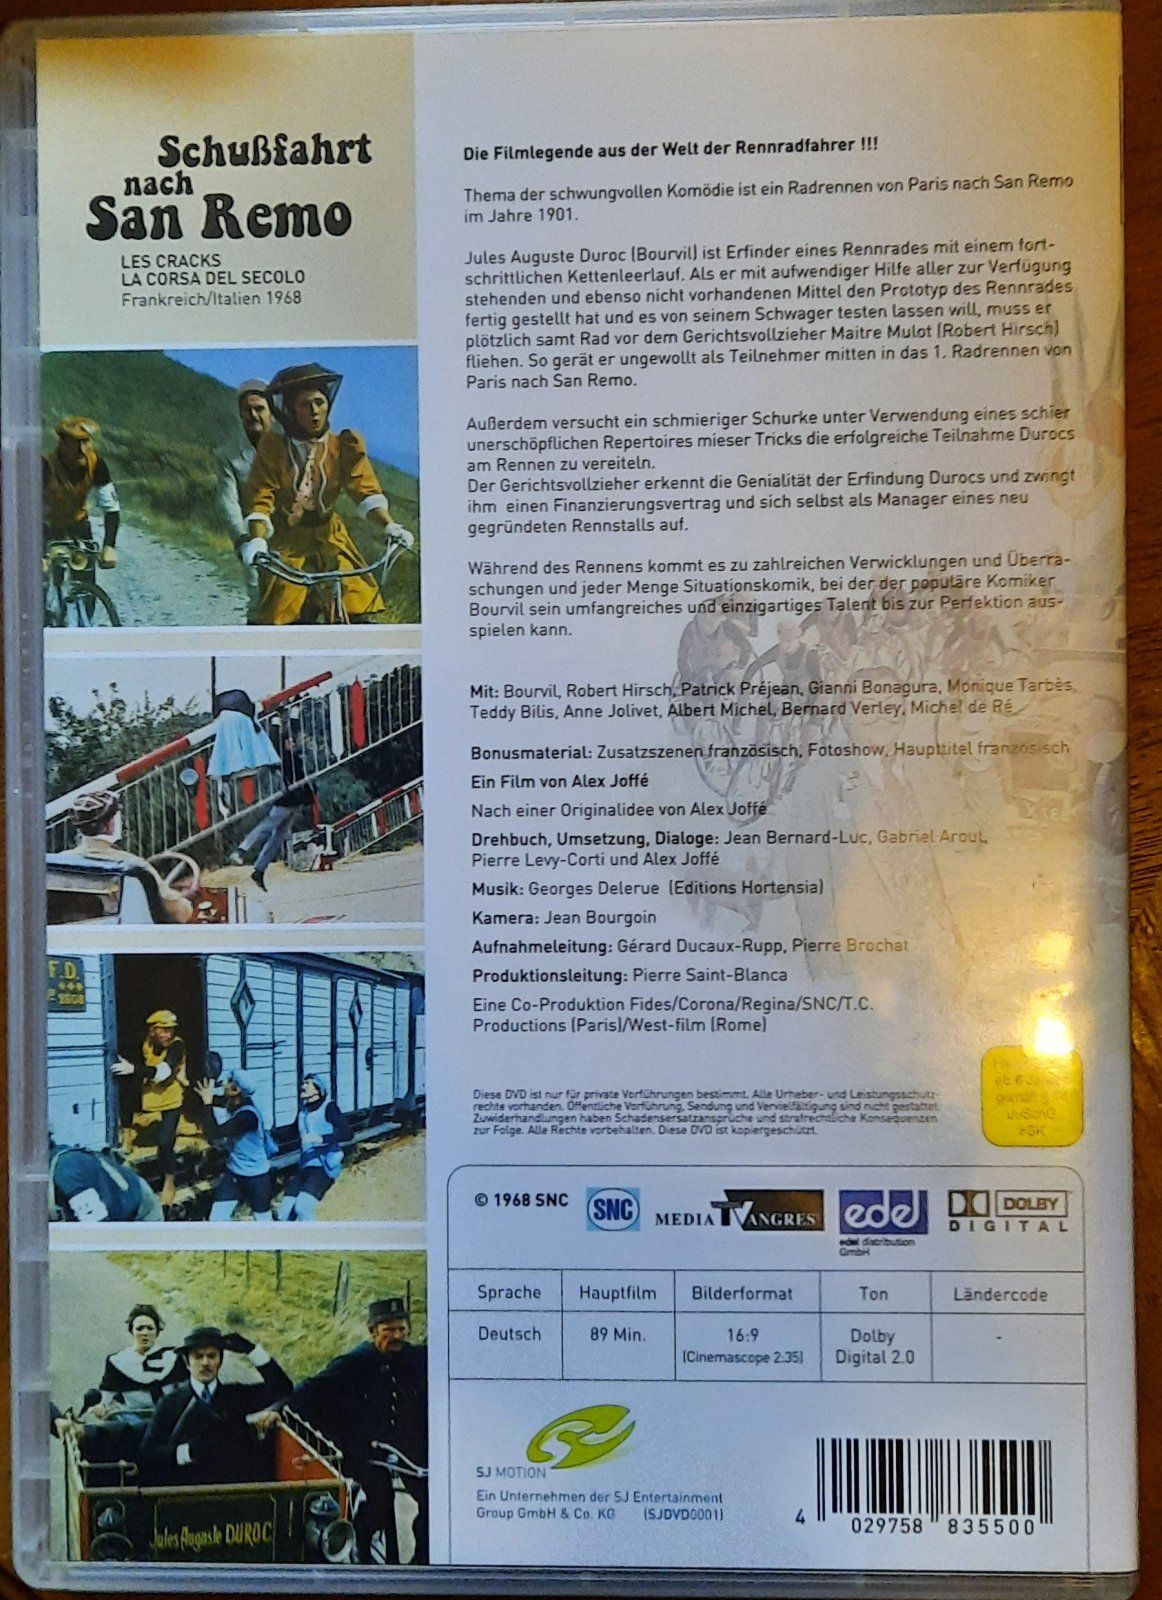 Schußfahrt
nach
San Remo
LES CRACKS
LA CORSA DEL SECOLO
Frankreich/Italien 1968
Die Filmlegende aus der Welt der Rennradfahrer !!!
Thema der schwungvollen Komödie ist ein Radrennen von Paris nach San Remo
im Jahre 1901.
Jules Auguste Duroc (Bourvil) ist Erfinder eines Rennrades mit einem fort-
schrittlichen Kettenleerlauf. Als er mit aufwendiger Hilfe aller zur Verfügung
stehenden und ebenso nicht vorhandenen Mittel den Prototyp des Rennrades
fertig gestellt hat und es von seinem Schwager testen lassen will, muss er
plötzlich samt Rad vor dem Gerichtsvollzieher Maitre Mulot (Robert Hirsch)
fliehen. So gerät er ungewollt als Teilnehmer mitten in das 1. Radrennen von
Paris nach San Remo.
Außerdem versucht ein schmieriger Schurke unter Verwendung eines schier
unerschöpflichen Repertoires mieser Tricks die erfolgreiche Teilnahme Durocs
am Rennen zu vereiteln.
Der Gerichtsvollzieher erkennt die Genialität der Erfindung Durocs und zwingt
ihm einen Finanzierungsvertrag und sich selbst als Manager eines neu
gegründeten Rennstalls auf.
Während des Rennens kommt es zu zahlreichen Verwicklungen und Überra-
schungen und jeder Menge Situationskomik, bei der der populäre Komiker
Bourvil sein umfangreiches und einzigartiges Talent bis zur Perfektion aus-
spielen kann.
Mit: Bourvil, Robert Hirsch, Patrick Préjean, Gianni Bonagura, Monique Tarbès,
Teddy Bilis, Anne Jolivet, Albert Michel, Bernard Verley, Michel de Ré
Bonusmaterial: Zusatzszenen französisch, Fotoshow, Haupttitel französisch
Ein Film von Alex Joffé
Nach einer Originalidee von Alex Joffé
Drehbuch, Umsetzung, Dialoge: Jean Bernard-Luc, Gabriel Arout,
Pierre Levy-Corti und Alex Joffé
Musik: Georges Delerue (Editions Hortensia)
Kamera: Jean Bourgoin
Aufnahmeleitung: Gérard Ducaux-Rupp, Pierre Brochat
Produktionsleitung: Pierre Saint-Blanca
Eine Co-Produktion Fides/Corona/Regina/SNC/T.C.
Productions (Paris)/West-film (Rome)
Diese DVD ist nur für private Vorführungen bestimmt. Alle Urheber- und Leistungsschutz-
rechte vorhanden. Öffentliche Vorführung, Sendung und Vervielfältigung sind nicht gestattet.
Zuwiderhandlungen haben Schadensersatzansprüche und strafrechtliche Konsequenzen
zur Folge. Alle Rechte vorbehalten. Diese DVD ist kopiergeschützt.
ab 6
FSK
© 1968 SNC
SNC
MEDIA TV ANGRES
edel
edel distribution
GmbH
DOLBY
DIGITAL
Sprache Hauptfilm Bilderformat Ton Ländercode
Deutsch 89 Min. 16:9 Dolby -
(Cinemascope 2:35) Digital 2.0
SJ MOTION
Ein Unternehmen der SJ Entertainment
Group GmbH & Co. KG (SJDVD0001)
4 029758 835500
F.D.
2608
Jules Auguste DUROC